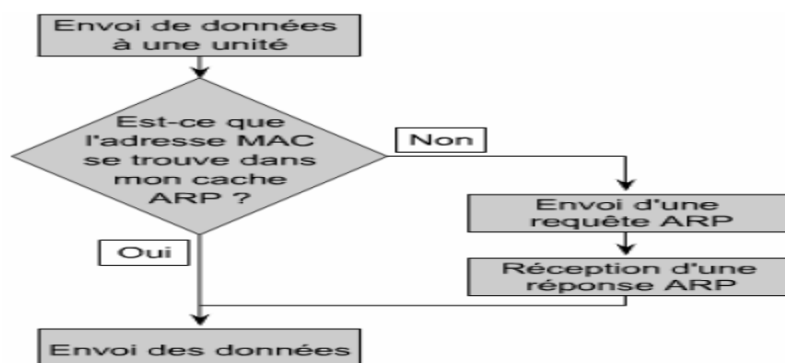 Envoi de données
à une unité
Est-ce que
l'adresse MAC
se trouve dans
mon cache
ARP ?
Non
Envoi d'une
requête ARP
Oui
Réception d'une
réponse ARP
Envoi des données